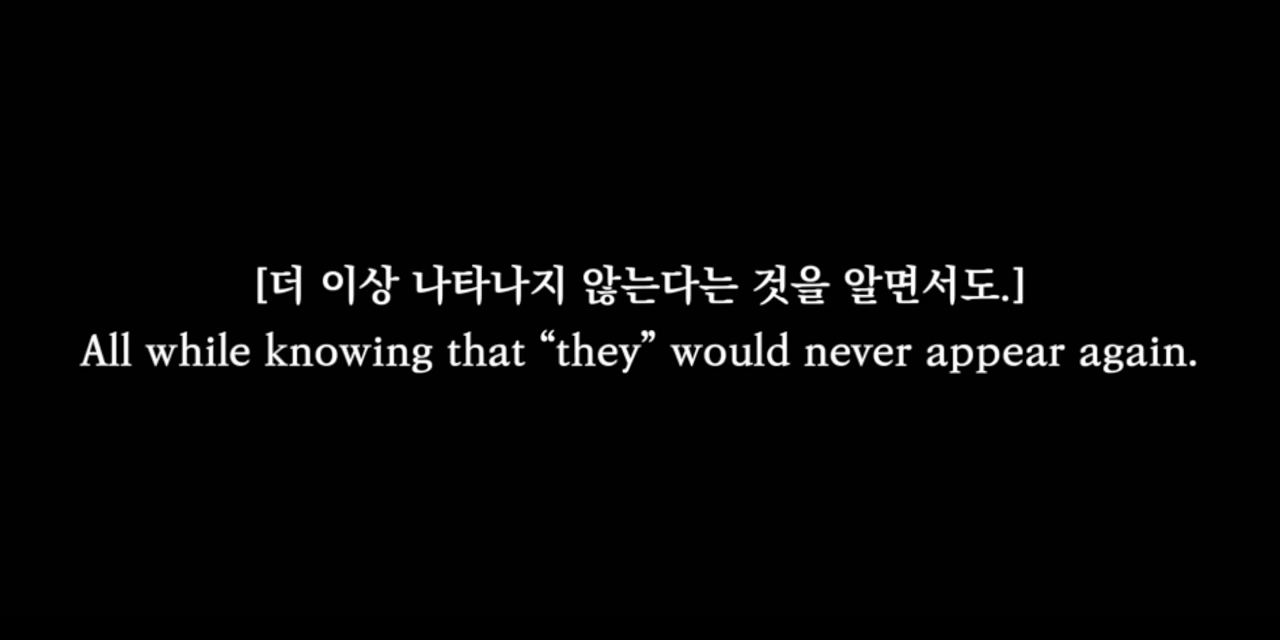 [더 이상 나타나지 않는다는 것을 알면서도.]
All while knowing that “they” would never appear again.